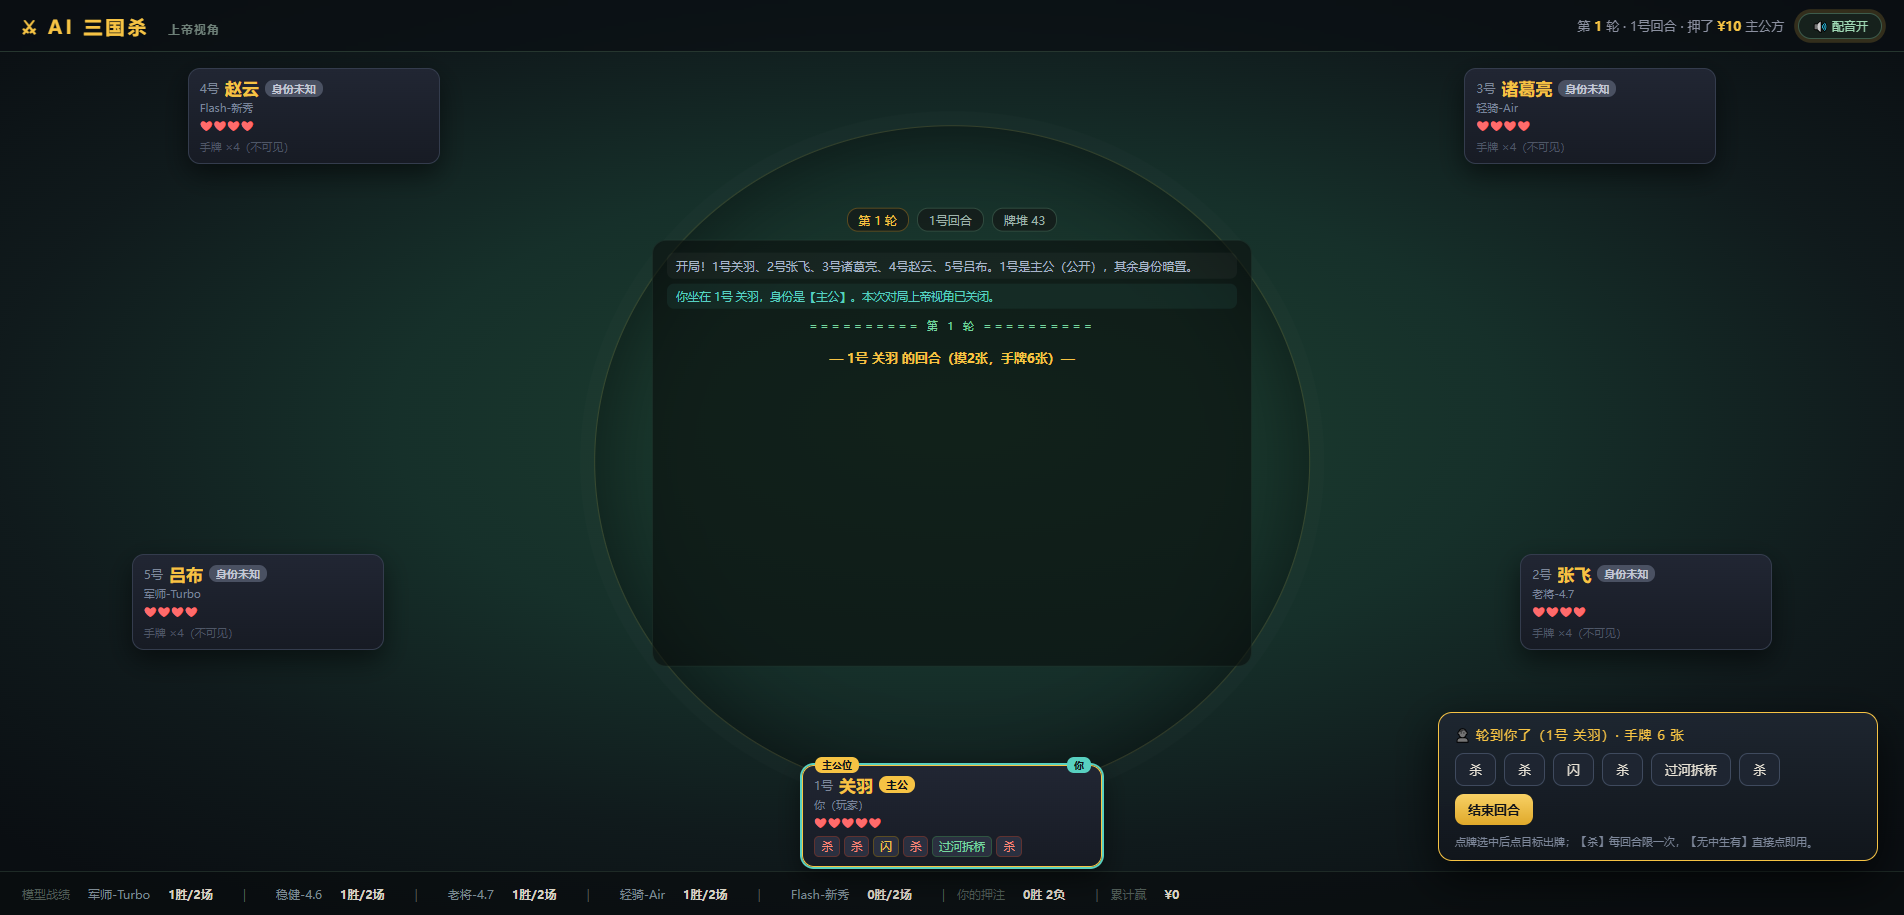 ⚔ AI 三国杀 上帝视角
第 1 轮 · 1号回合 · 押了 ¥10 主公方 配音开
4号 赵云 身份未知
Flash-新秀
手牌 ×4（不可见）
3号 诸葛亮 身份未知
轻骑-Air
手牌 ×4（不可见）
第 1 轮 1号回合 牌堆 43
开局！1号关羽、2号张飞、3号诸葛亮、4号赵云、5号吕布。1号是主公（公开），其余身份暗置。
你坐在 1号 关羽，身份是【主公】。本次对局上帝视角已关闭。
========== 第 1 轮 ==========
— 1号 关羽 的回合（摸2张，手牌6张）—
5号 吕布 身份未知
军师-Turbo
手牌 ×4（不可见）
2号 张飞 身份未知
老将-4.7
手牌 ×4（不可见）
主公位 你
1号 关羽 主公
你（玩家）
杀 杀 闪 杀 过河拆桥 杀
轮到你了（1号 关羽）· 手牌 6 张
杀 杀 闪 杀 过河拆桥 杀
结束回合
点牌选中后点目标出牌；【杀】每回合限一次，【无中生有】直接点即用。
模型战绩 军师-Turbo 1胜/2场 | 稳健-4.6 1胜/2场 | 老将-4.7 1胜/2场 | 轻骑-Air 1胜/2场 | Flash-新秀 0胜/2场 | 你的押注 0胜 2负 | 累计赢 ¥0